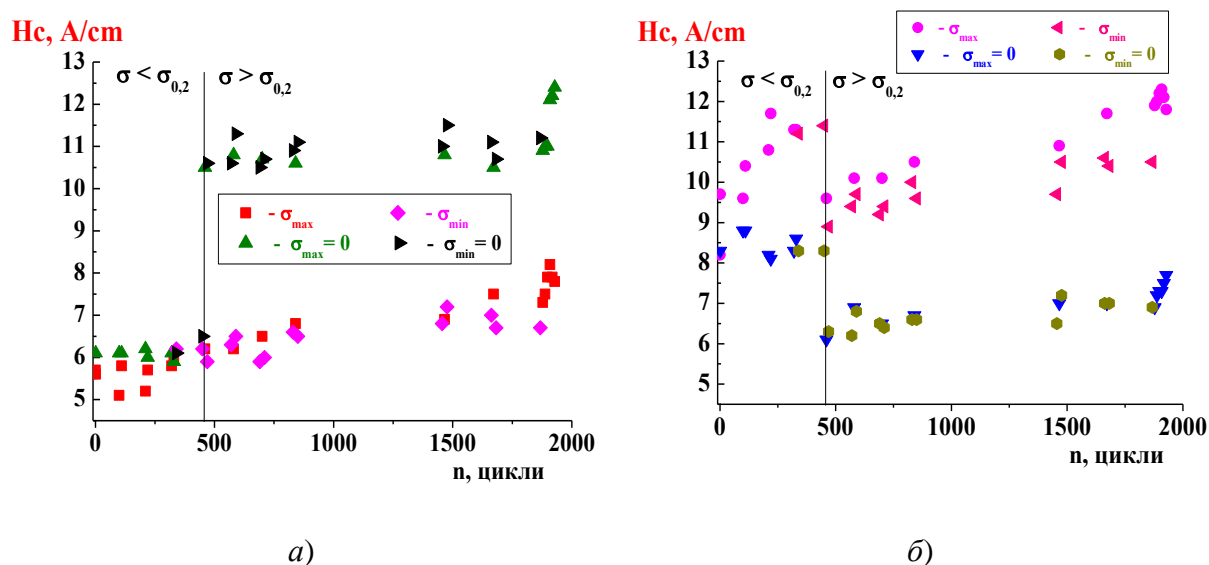 Hc, A/cm
13
12
11
10
9
8
7
6
5
σ < σ0,2 σ > σ0,2
- σmax - σmin
- σmax = 0 - σmin = 0
0 500 1000 1500 2000
n, цикли
а)
Hc, A/cm
- σmax - σmin
- σmax = 0 - σmin = 0
13
12
11
10
9
8
7
6
5
σ < σ0,2 σ > σ0,2
0 500 1000 1500 2000
n, цикли
б)